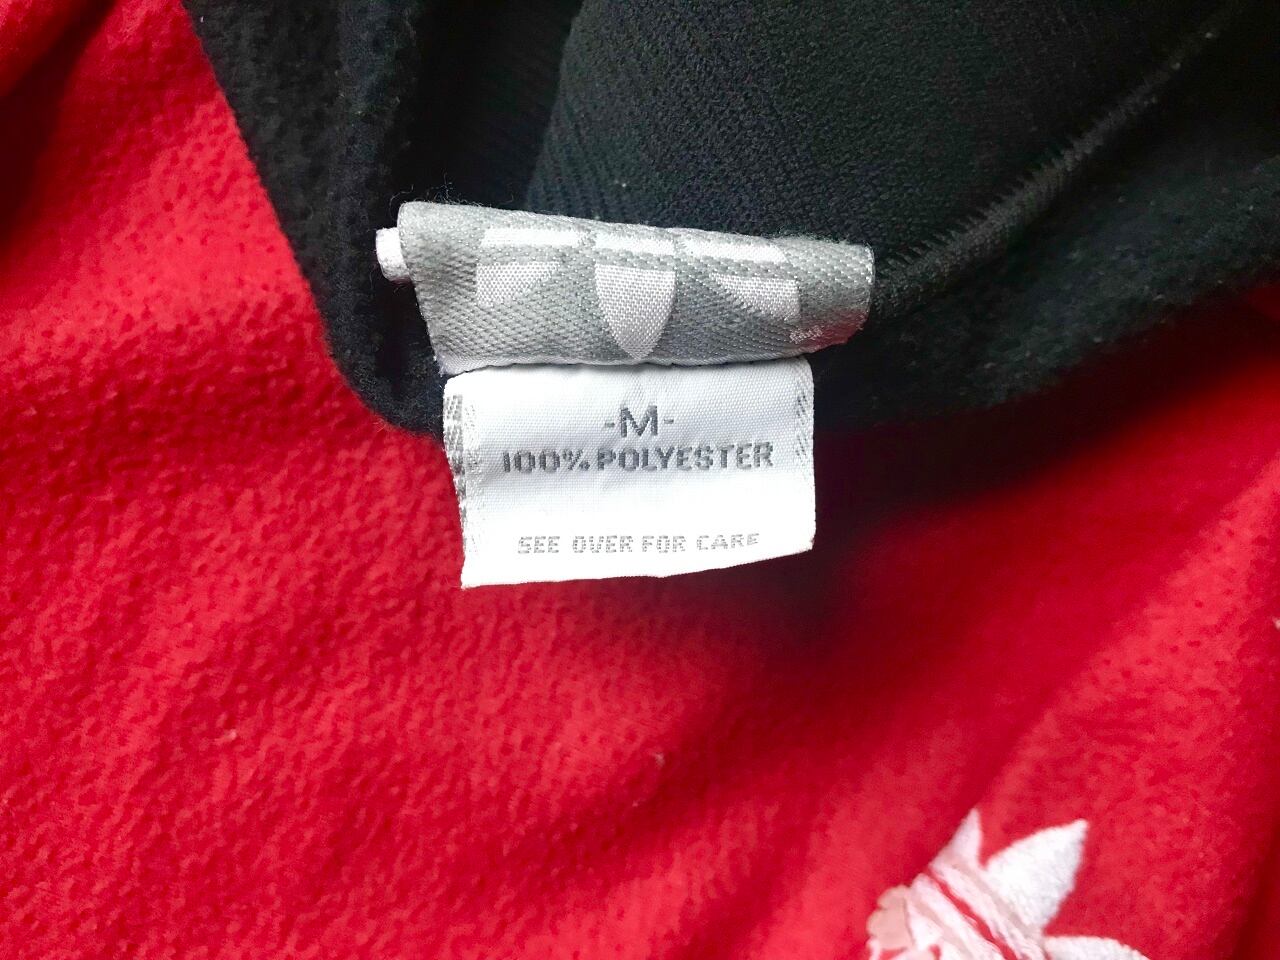 -M-
100% POLYESTER
SEE OVER FOR CARE